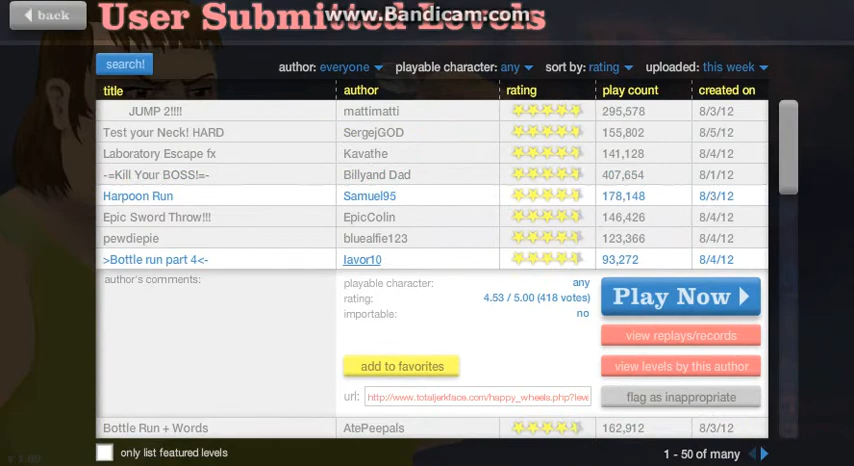 back
User Submitted Levels
www.Bandicam.com
search!
author: everyone playable character: any sort by: rating uploaded: this week
title author rating play count created on
JUMP 2!!!! mattimatti 295,578 8/3/12
Test your Neck! HARD SergejGOD 155,802 8/5/12
Laboratory Escape fx Kavathe 141,128 8/4/12
-=Kill Your BOSS!=- Billyand Dad 407,654 8/1/12
Harpoon Run Samuel95 178,148 8/3/12
Epic Sword Throw!!! EpicColin 146,426 8/4/12
pewdiepie bluealfie123 123,366 8/4/12
>Bottle run part 4<- lavor10 93,272 8/4/12
author's comments:
playable character: any
rating: 4.53 / 5.00 (418 votes)
importable: no
Play Now
view replays/records
add to favorites
view levels by this author
url: http://www.totaljerkface.com/happy_wheels.php?leve
flag as inappropriate
Bottle Run + Words AtePeepals 162,912 8/3/12
only list featured levels
1 - 50 of many